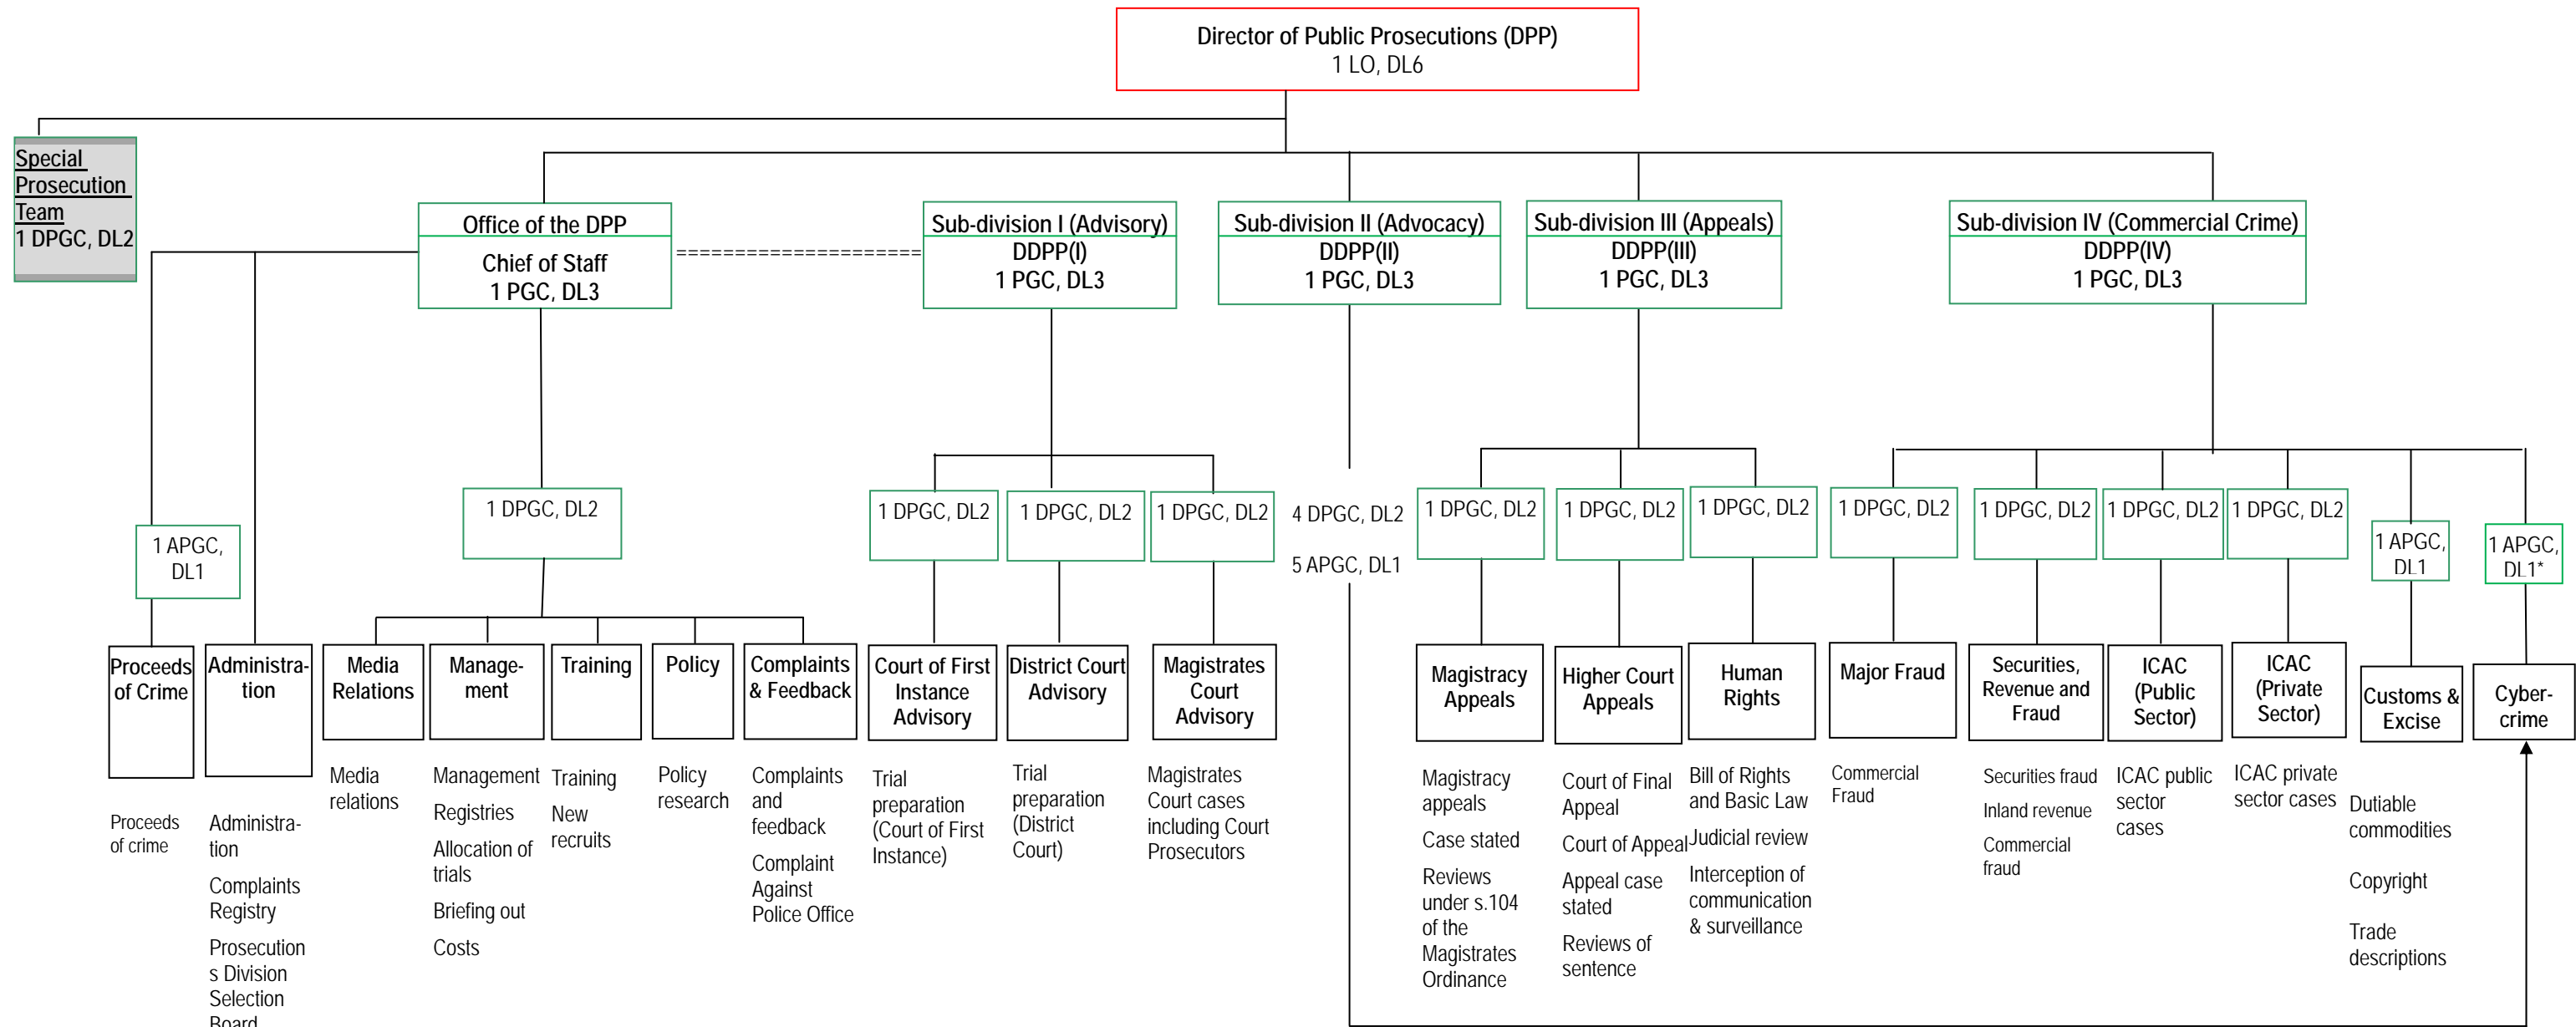 Director of Public Prosecutions (DPP)
1 LO, DL6
Special
Prosecution
Team
1 DPGC, DL2
Office of the DPP
Chief of Staff
1 PGC, DL3
======================
Sub-division I (Advisory)
DDPP(I)
1 PGC, DL3
Sub-division II (Advocacy)
DDPP(II)
1 PGC, DL3
Sub-division III (Appeals)
DDPP(III)
1 PGC, DL3
Sub-division IV (Commercial Crime)
DDPP(IV)
1 PGC, DL3
1 APGC,
DL1
1 DPGC, DL2
1 DPGC, DL2
1 DPGC, DL2
1 DPGC, DL2
4 DPGC, DL2
5 APGC, DL1
1 DPGC, DL2
1 DPGC, DL2
1 DPGC, DL2
1 DPGC, DL2
1 DPGC, DL2
1 DPGC, DL2
1 DPGC, DL2
1 APGC,
DL1
1 APGC,
DL1*
Proceeds
of Crime
Administra-
tion
Media
Relations
Manage-
ment
Training
Policy
Complaints
& Feedback
Court of First
Instance
Advisory
District Court
Advisory
Magistrates
Court
Advisory
Magistracy
Appeals
Higher Court
Appeals
Human
Rights
Major Fraud
Securities,
Revenue and
Fraud
ICAC
(Public
Sector)
ICAC
(Private
Sector)
Customs &
Excise
Cyber-
crime
Proceeds
of crime
Administra-
tion
Complaints
Registry
Prosecution
s Division
Selection
Board
Media
relations
Management
Registries
Allocation of
trials
Briefing out
Costs
Training
New
recruits
Policy
research
Complaints
and
feedback
Complaint
Against
Police Office
Trial
preparation
(Court of First
Instance)
Trial
preparation
(District
Court)
Magistrates
Court cases
including Court
Prosecutors
Magistracy
appeals
Case stated
Reviews
under s.104
of the
Magistrates
Ordinance
Court of Final
Appeal
Court of Appeal
Appeal case
stated
Reviews of
sentence
Bill of Rights
and Basic Law
Judicial review
Interception of
communication
& surveillance
Commercial
Fraud
Securities fraud
Inland revenue
Commercial
fraud
ICAC public
sector
cases
ICAC private
sector cases
Dutiable
commodities
Copyright
Trade
descriptions